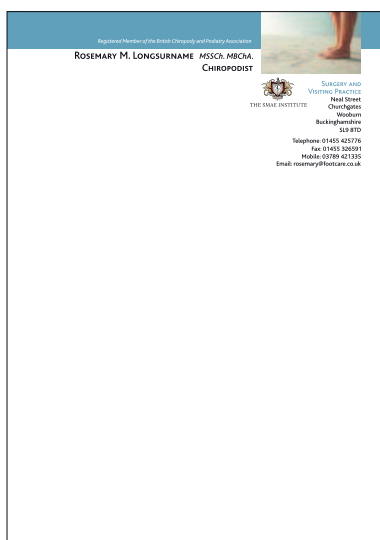 Registered Member of the British Chiropody and Podiatry Association
Rosemary M. Longsurname MSSCh. MBChA.
Chiropodist
THE SMAE INSTITUTE
Surgery and
Visiting Practice
Neal Street
Churchgates
Wooburn
Buckinghamshire
SL9 8TD
Telephone: 01455 425776
Fax: 01455 326591
Mobile: 03789 421335
Email: rosemary@footcare.co.uk